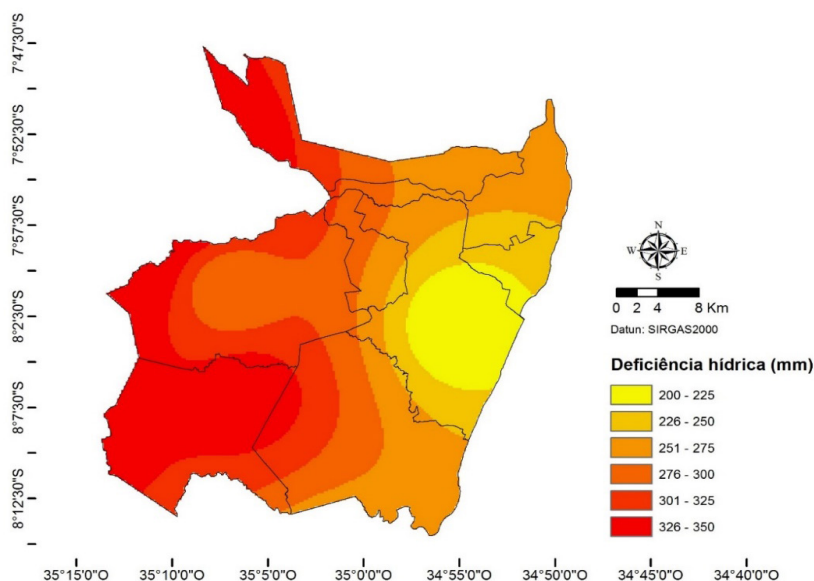 7°47'30"S
7°52'30"S
7°57'30"S
8°2'30"S
8°7'30"S
8°12'30"S
N
W E
S
0 2 4 8 Km
Datun: SIRGAS2000
Deficiência hídrica (mm)
200 - 225
226 - 250
251 - 275
276 - 300
301 - 325
326 - 350
35°15'0"O 35°10'0"O 35°5'0"O 35°0'0"O 34°55'0"O 34°50'0"O 34°45'0"O 34°40'0"O